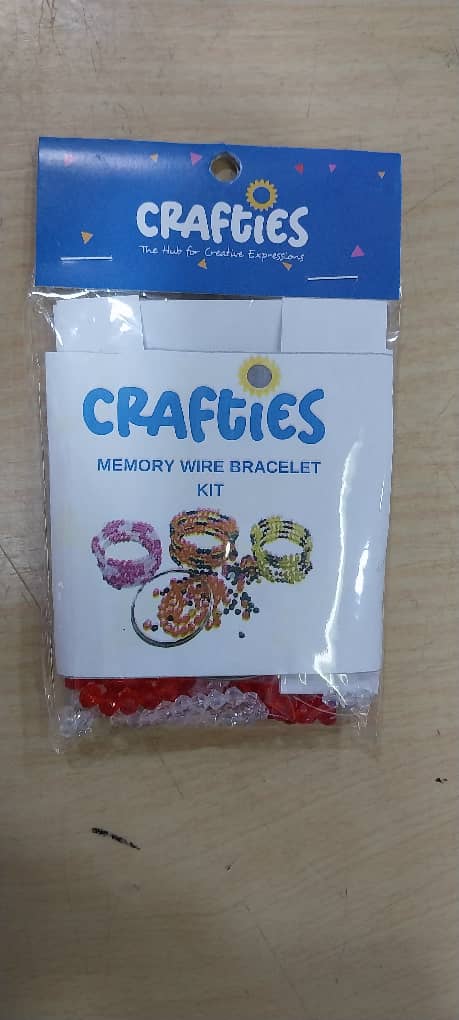 CRAFTIES
The Hub for Creative Expressions
CRAFTIES
MEMORY WIRE BRACELET
KIT